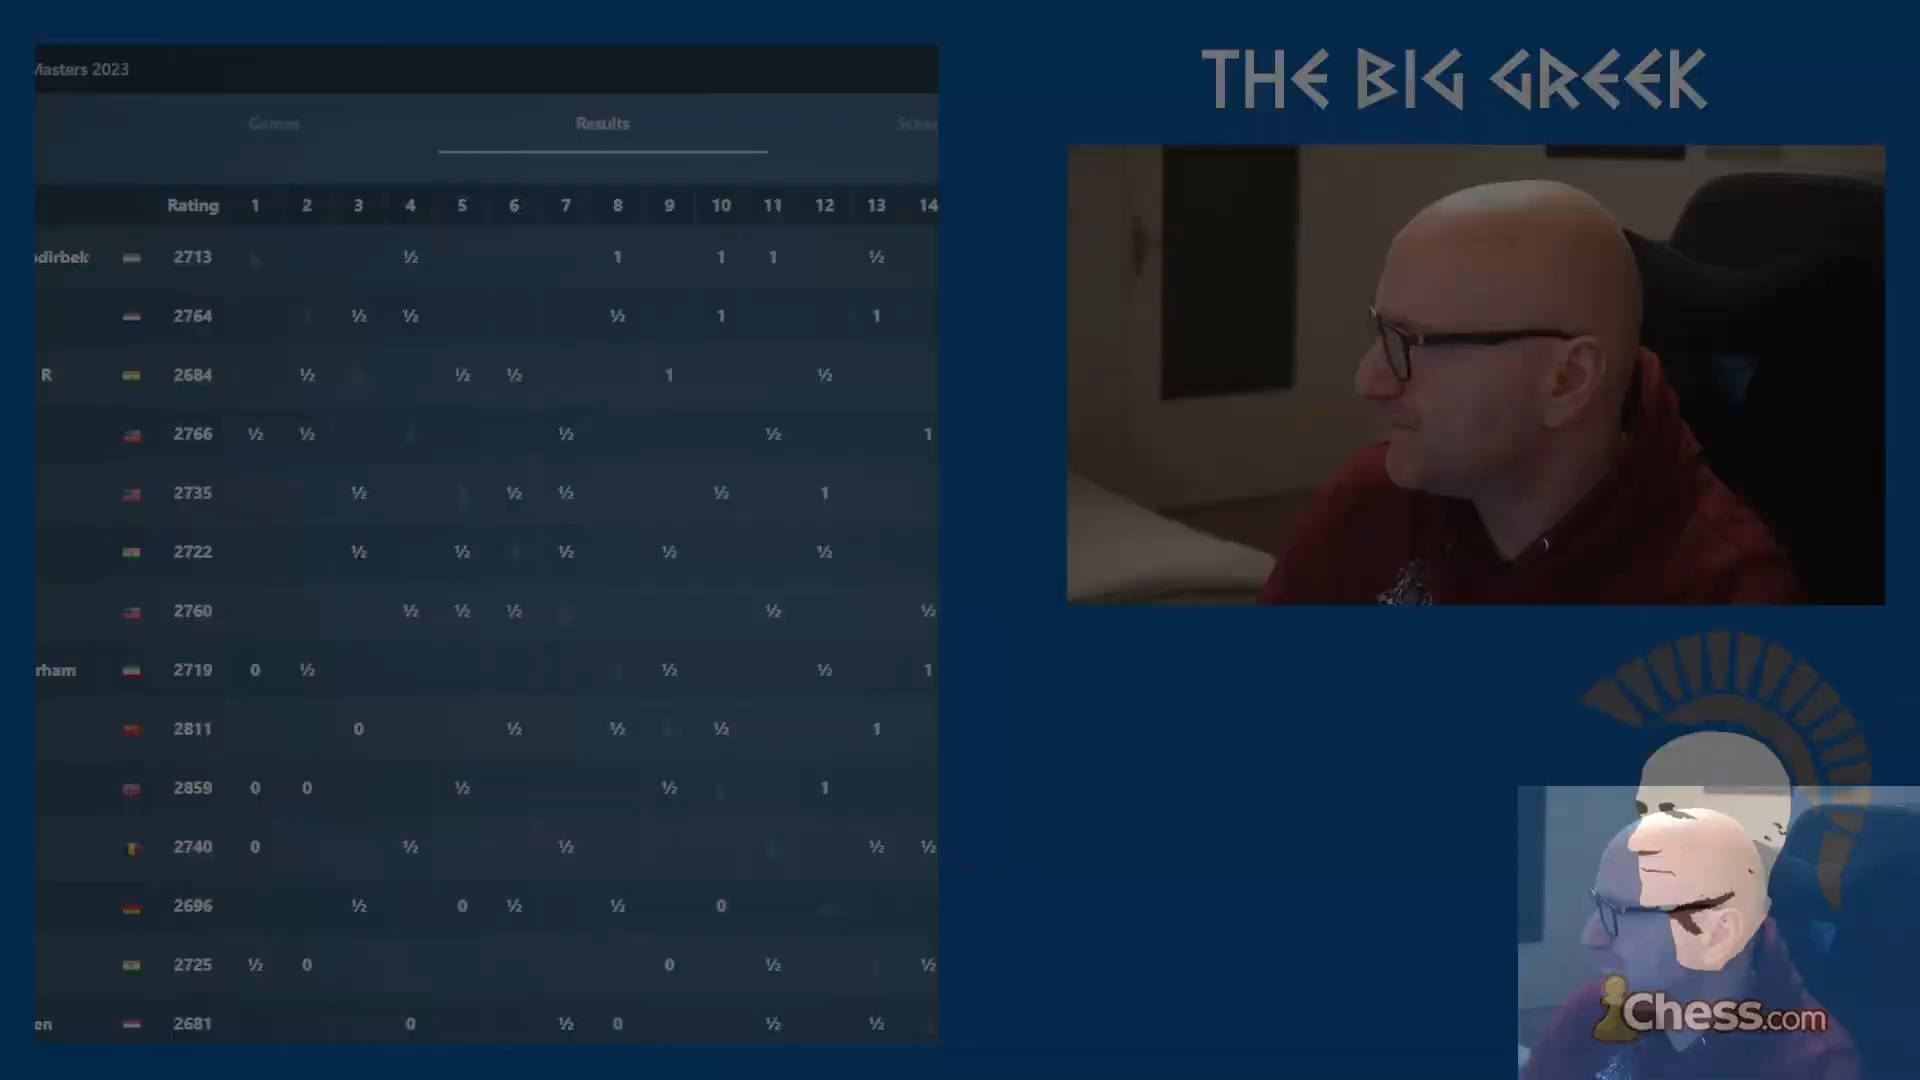 Masters 2023
THE BIG GREEK
Games Results
Rating 1 2 3 4 5 6 7 8 9 10 11 12 13 14
dirbek 2713 ½ 1 1 1 ½
2764 ½ ½ ½ 1 1
R 2684 ½ ½ ½ 1 ½
2766 ½ ½ ½ ½ 1
2735 ½ ½ ½ ½ 1
2722 ½ ½ ½ ½ ½
2760 ½ ½ ½ ½ ½
rham 2719 0 ½ ½ ½ 1
2811 0 ½ ½ ½ 1
2859 0 0 ½ ½ 1
2740 0 ½ ½ ½ ½
2696 ½ 0 ½ ½ 0
2725 ½ 0 0 ½ ½
en 2681 0 ½ 0 ½ ½
Chess.com